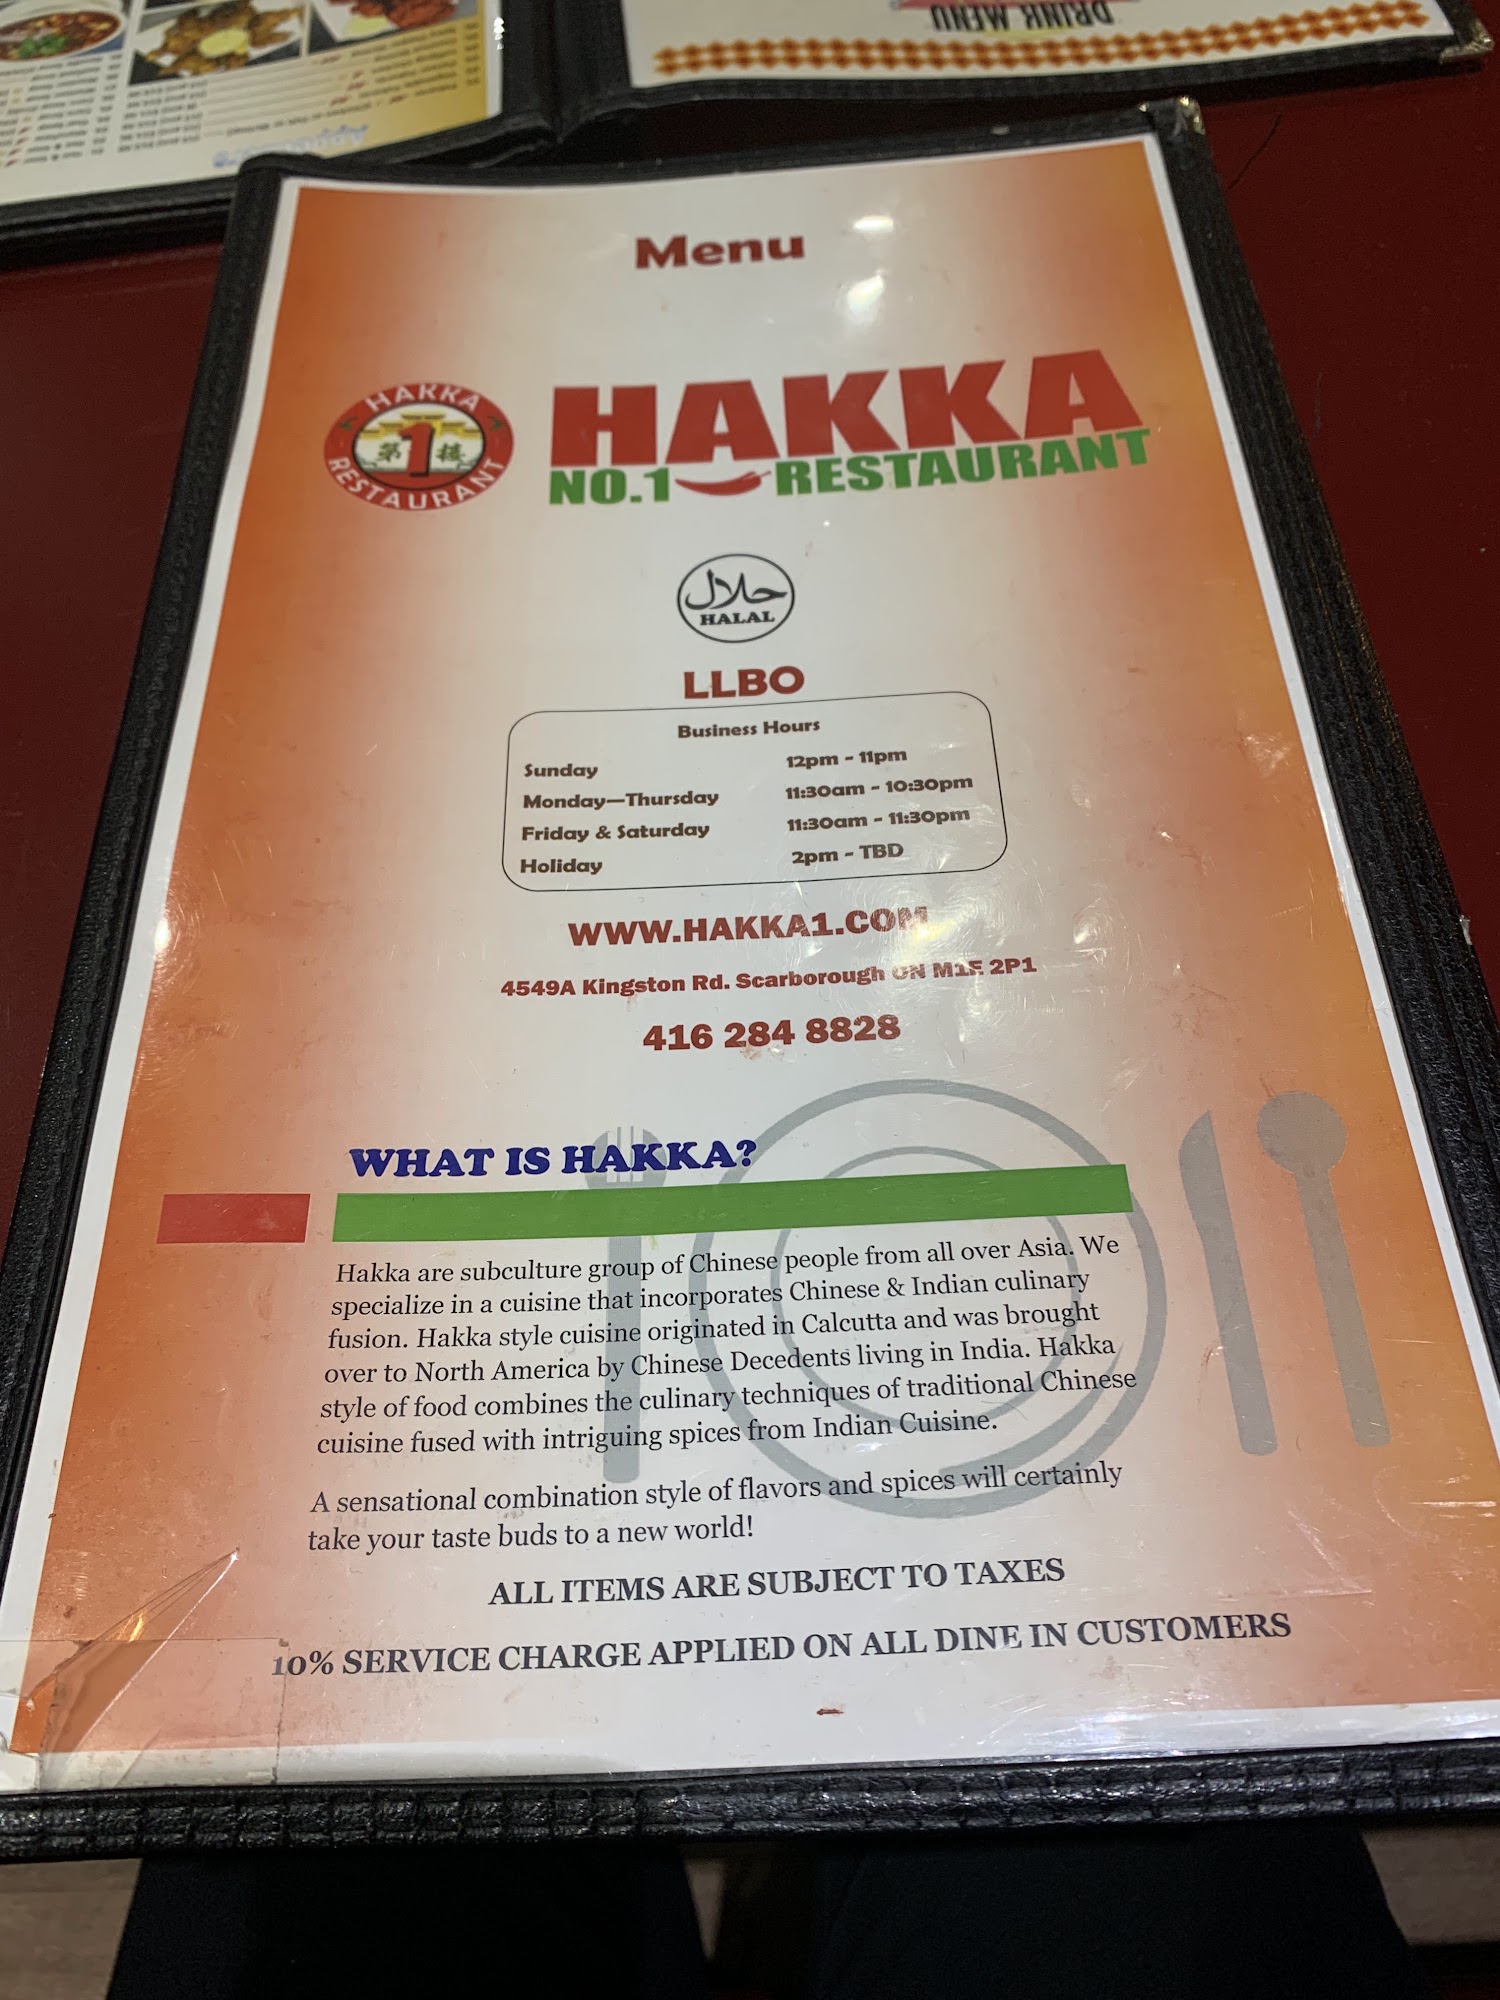 DRINK MENU
Menu
HAKKA
第1楼
RESTAURANT
HAKKA
NO.1 RESTAURANT
حلال
HALAL
LLBO
Business Hours
Sunday 12pm - 11pm
Monday—Thursday 11:30am - 10:30pm
Friday & Saturday 11:30am - 11:30pm
Holiday 2pm - TBD
WWW.HAKKA1.COM
4549A Kingston Rd. Scarborough ON M1E 2P1
416 284 8828
WHAT IS HAKKA?
Hakka are subculture group of Chinese people from all over Asia. We
specialize in a cuisine that incorporates Chinese & Indian culinary
fusion. Hakka style cuisine originated in Calcutta and was brought
over to North America by Chinese Decedents living in India. Hakka
style of food combines the culinary techniques of traditional Chinese
cuisine fused with intriguing spices from Indian Cuisine.
A sensational combination style of flavors and spices will certainly
take your taste buds to a new world!
ALL ITEMS ARE SUBJECT TO TAXES
10% SERVICE CHARGE APPLIED ON ALL DINE IN CUSTOMERS